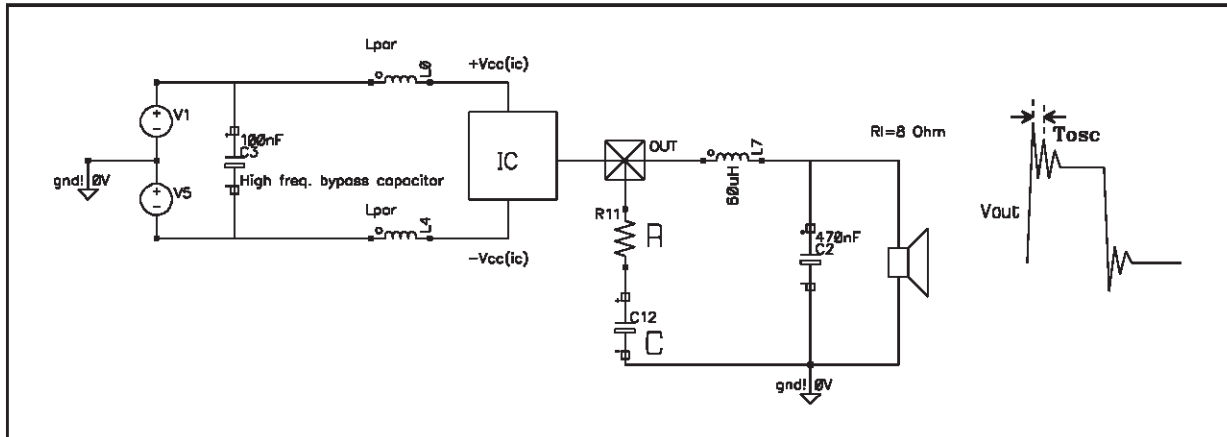 Lpar
L6
+Vcc(ic)
V1
100nF
C3
High freq. bypass capacitor
gnd! 0V
V5
Lpar
L4
-Vcc(ic)
IC
OUT
L7
60uH
Rl=8 Ohm
R11
R
C12
C
470nF
C2
gnd! 0V
Tosc
Vout